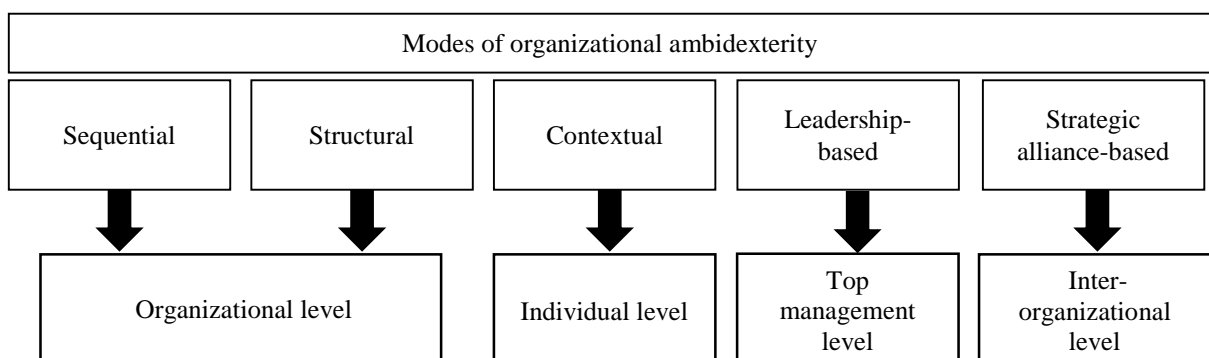 Modes of organizational ambidexterity
Sequential
Structural
Contextual
Leadership-
based
Strategic
alliance-based
Organizational level
Individual level
Top
management
level
Inter-
organizational
level